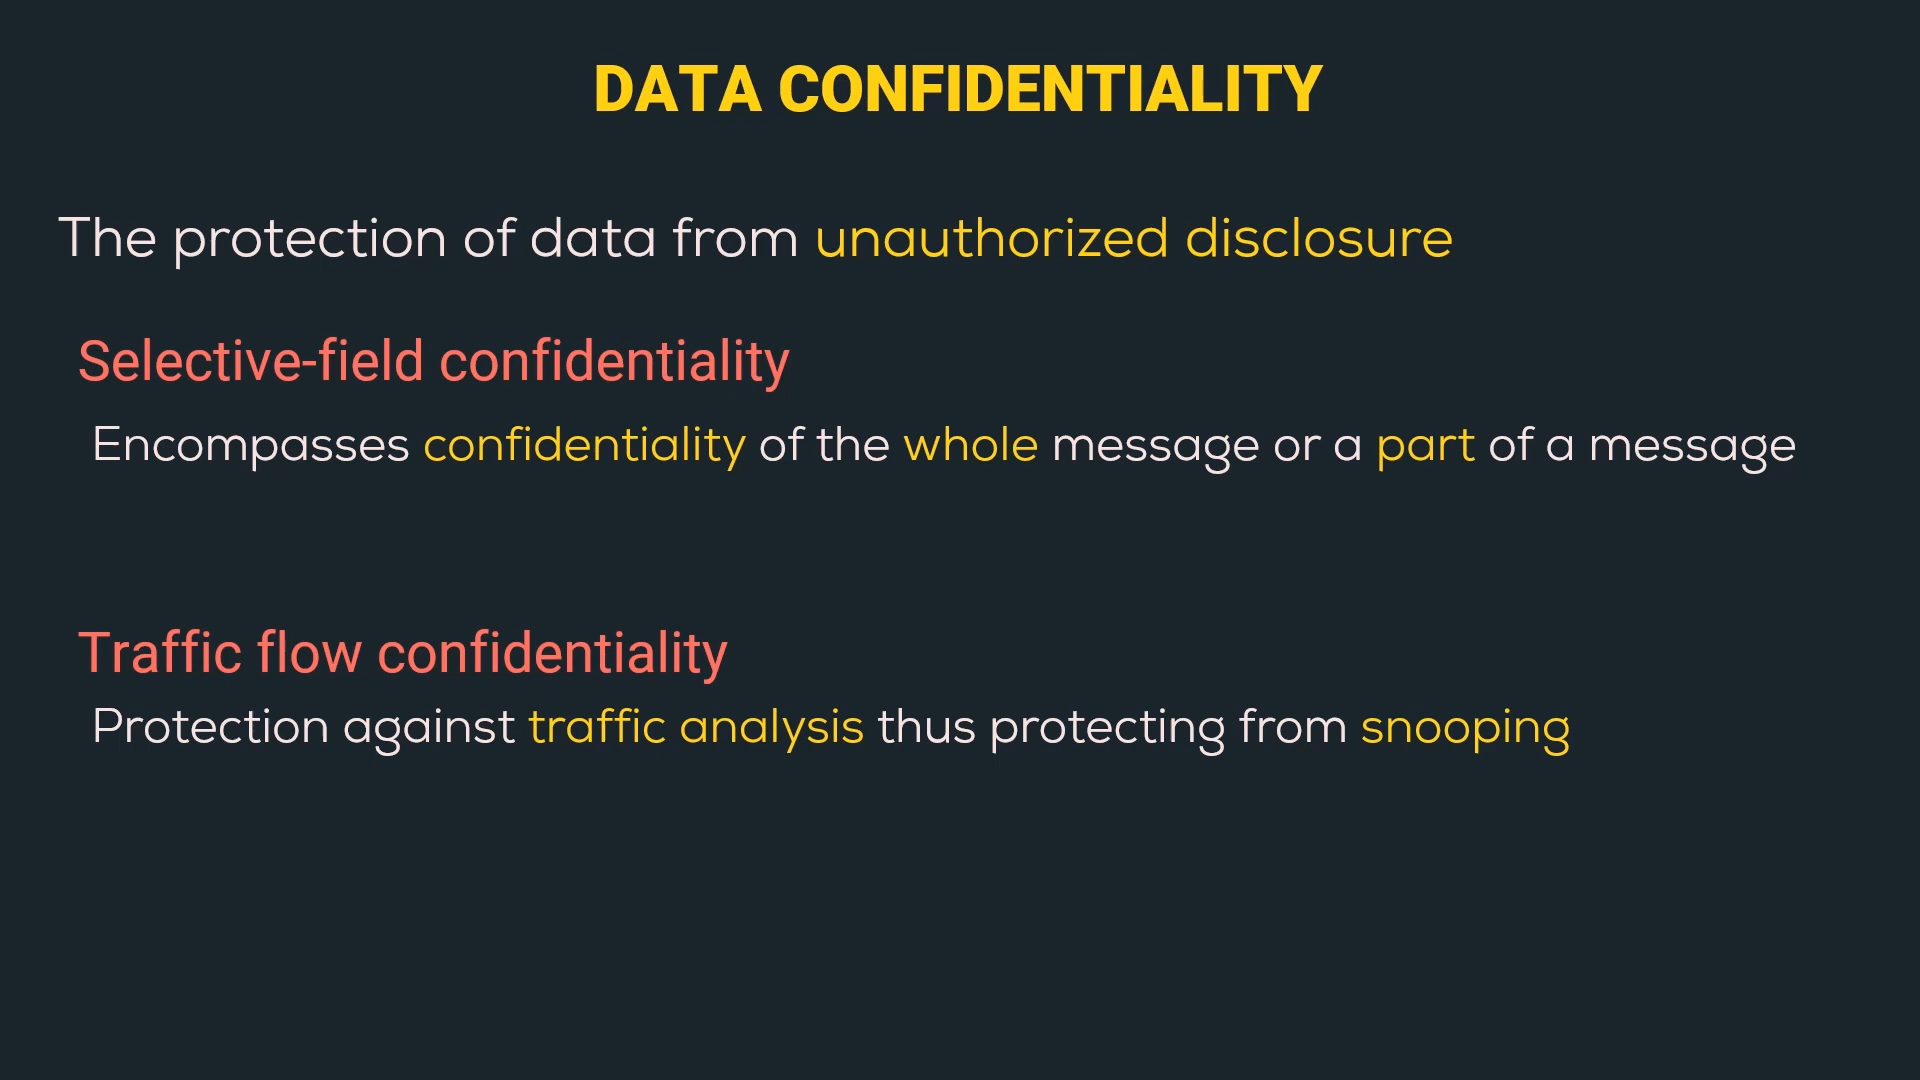 DATA CONFIDENTIALITY
The protection of data from unauthorized disclosure
Selective-field confidentiality
Encompasses confidentiality of the whole message or a part of a message
Traffic flow confidentiality
Protection against traffic analysis thus protecting from snooping